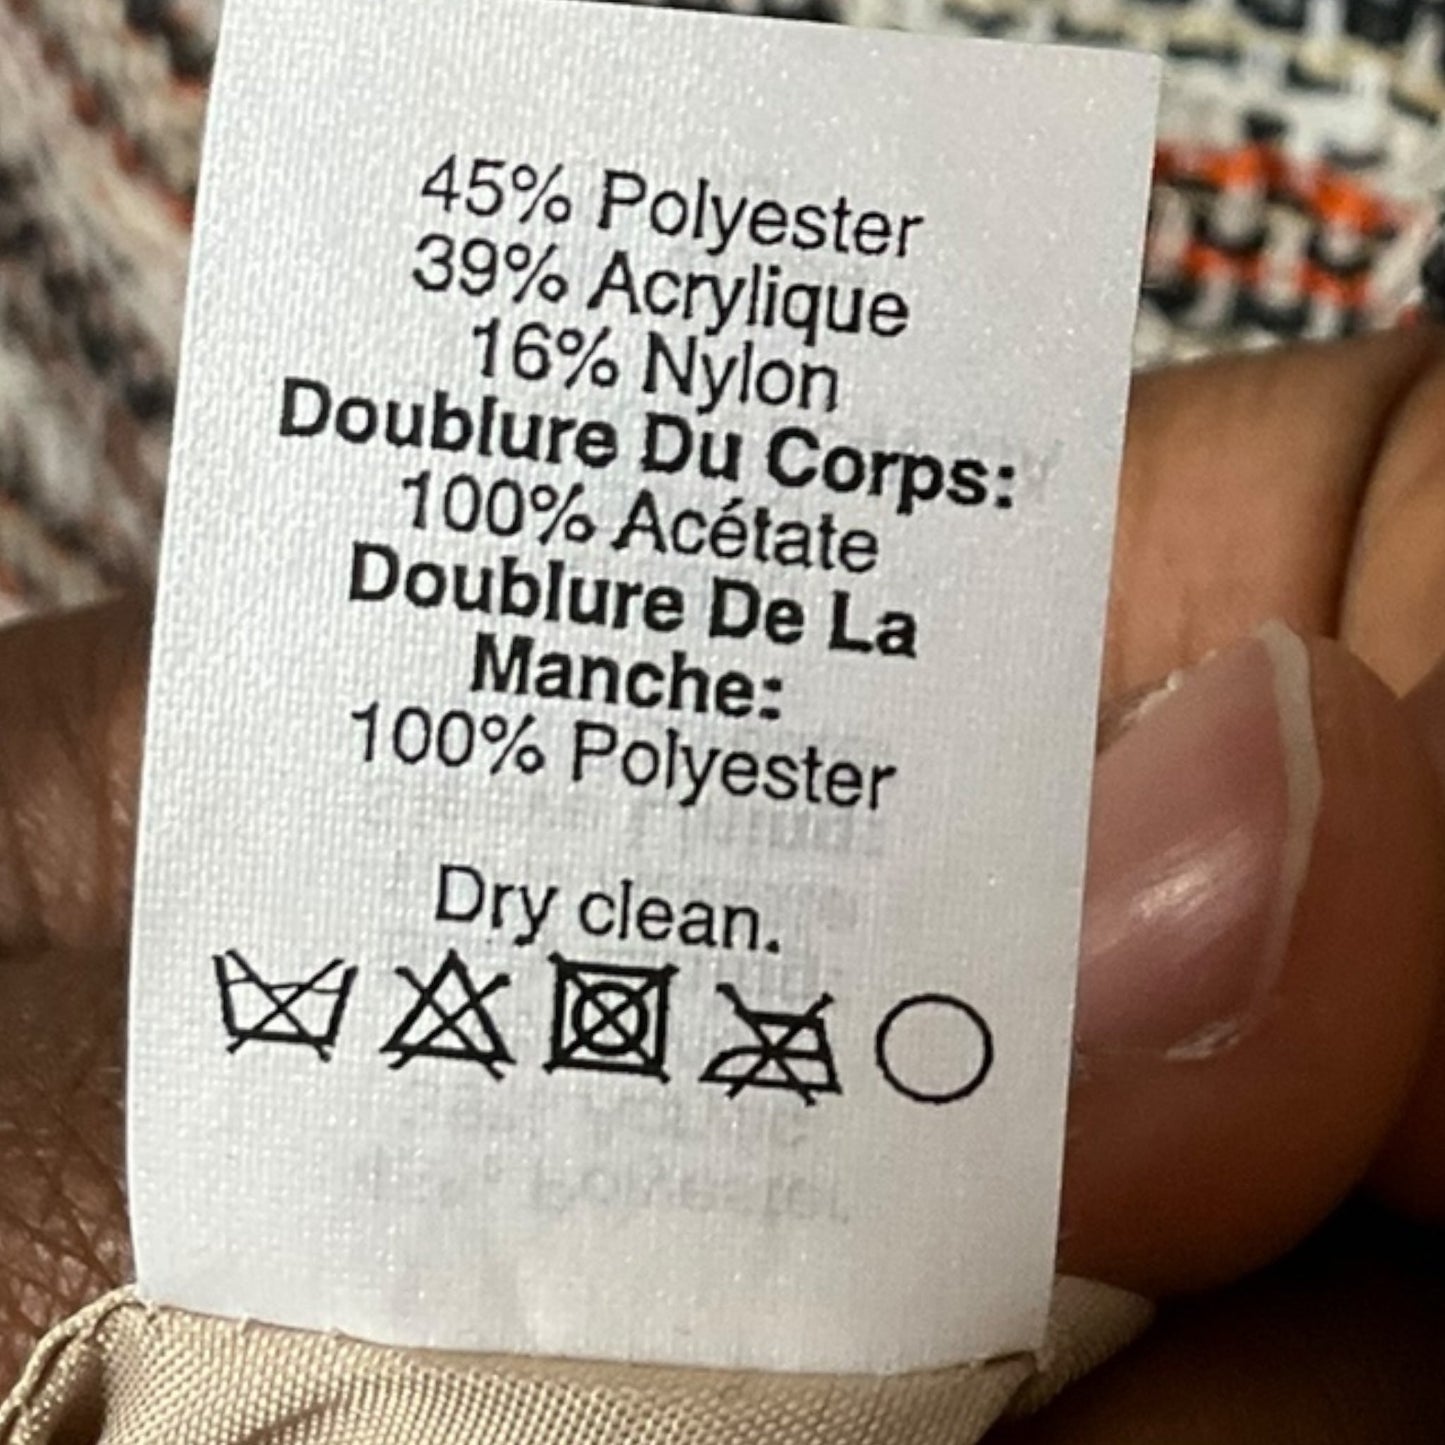 45% Polyester
39% Acrylique
16% Nylon
Doublure Du Corps:
100% Acétate
Doublure De La
Manche:
100% Polyester
Dry clean.